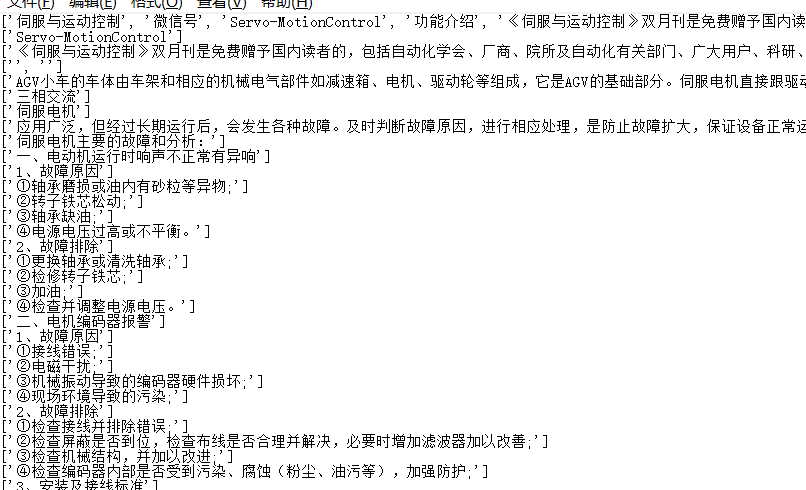 文件(F) 编辑(E) 格式(O) 查看(V) 帮助(H)
['伺服与运动控制', '微信号', 'Servo-MotionControl', '功能介绍', '《伺服与运动控制》双月刊是免费赠予国内读
['Servo-MotionControl']
['《伺服与运动控制》双月刊是免费赠予国内读者的，包括自动化学会、厂商、院所及自动化有关部门、广大用户、科研、
['', '']
['AGV小车的车体由车架和相应的机械电气部件如减速箱、电机、驱动轮等组成，它是AGV的基础部分。伺服电机直接跟驱动
['三相交流']
['伺服电机']
['应用广泛，但经过长期运行后，会发生各种故障。及时判断故障原因，进行相应处理，是防止故障扩大，保证设备正常运
['伺服电机主要的故障和分析：']
['一、电动机运行时响声不正常有异响']
['1、故障原因']
['①轴承磨损或油内有砂粒等异物;']
['②转子铁芯松动;']
['③轴承缺油;']
['④电源电压过高或不平衡。']
['2、故障排除']
['①更换轴承或清洗轴承;']
['②检修转子铁芯;']
['③加油;']
['④检查并调整电源电压。']
['二、电机编码器报警']
['1、故障原因']
['①接线错误;']
['②电磁干扰;']
['③机械振动导致的编码器硬件损坏;']
['④现场环境导致的污染;']
['2、故障排除']
['①检查接线并排除错误;']
['②检查屏蔽是否到位，检查布线是否合理并解决，必要时增加滤波器加以改善;']
['③检查机械结构，并加以改进;']
['④检查编码器内部是否受到污染、腐蚀（粉尘、油污等），加强防护;']
['3、安装及接线标准']